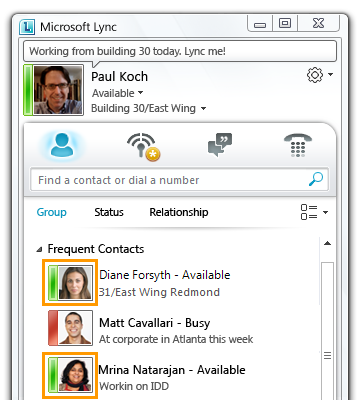 Microsoft Lync
Working from building 30 today. Lync me!
Paul Koch
Available
Building 30/East Wing
Find a contact or dial a number
Group Status Relationship
Frequent Contacts
Diane Forsyth - Available
31/East Wing Redmond
Matt Cavallari - Busy
At corporate in Atlanta this week
Mrina Natarajan - Available
Workin on IDD